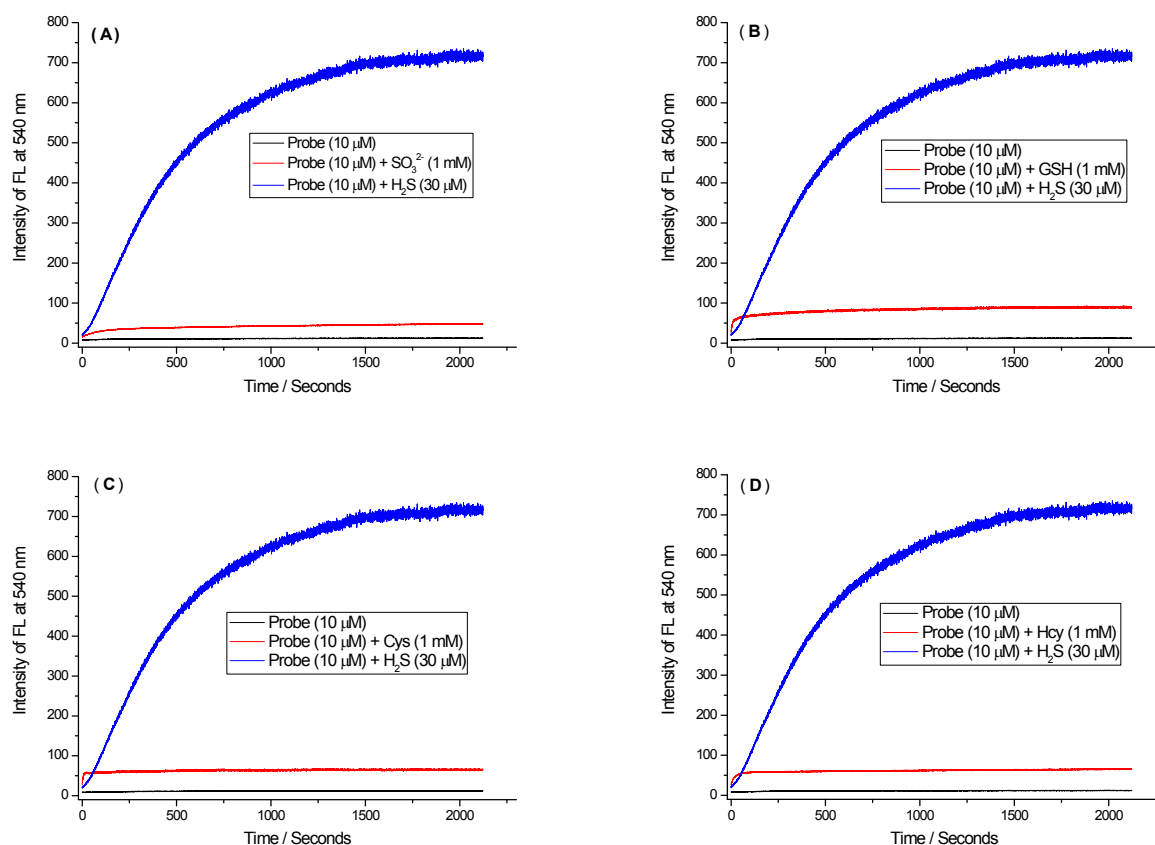 (A)
800
700
600
500
400
300
200
100
0
Intensity of FL at 540 nm
Probe (10 μM)
Probe (10 μM) + SO₃²⁻ (1 mM)
Probe (10 μM) + H₂S (30 μM)
0 500 1000 1500 2000
Time / Seconds
(B)
800
700
600
500
400
300
200
100
0
Intensity of FL at 540 nm
Probe (10 μM)
Probe (10 μM) + GSH (1 mM)
Probe (10 μM) + H₂S (30 μM)
0 500 1000 1500 2000
Time / Seconds
(C)
800
700
600
500
400
300
200
100
0
Intensity of FL at 540 nm
Probe (10 μM)
Probe (10 μM) + Cys (1 mM)
Probe (10 μM) + H₂S (30 μM)
0 500 1000 1500 2000
Time / Seconds
(D)
800
700
600
500
400
300
200
100
0
Intensity of FL at 540 nm
Probe (10 μM)
Probe (10 μM) + Hcy (1 mM)
Probe (10 μM) + H₂S (30 μM)
0 500 1000 1500 2000
Time / Seconds